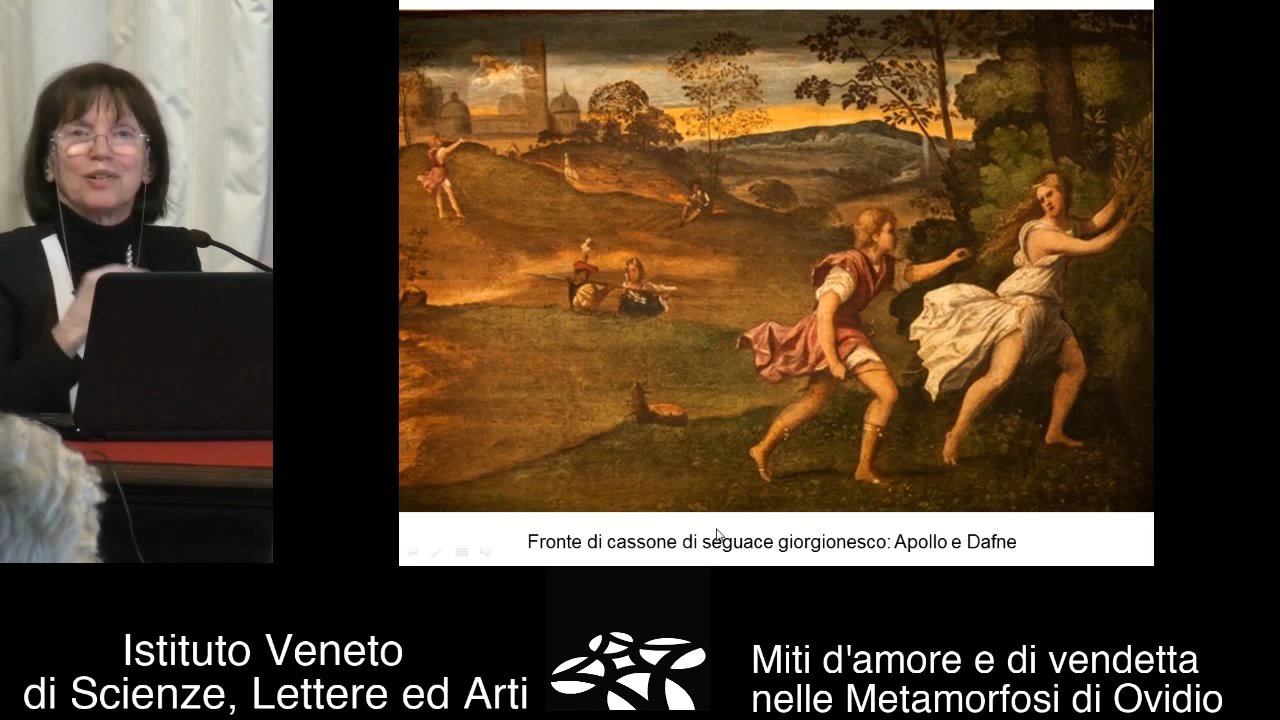 Fronte di cassone di seguace giorgionesco: Apollo e Dafne
Istituto Veneto
di Scienze, Lettere ed Arti
Miti d'amore e di vendetta
nelle Metamorfosi di Ovidio